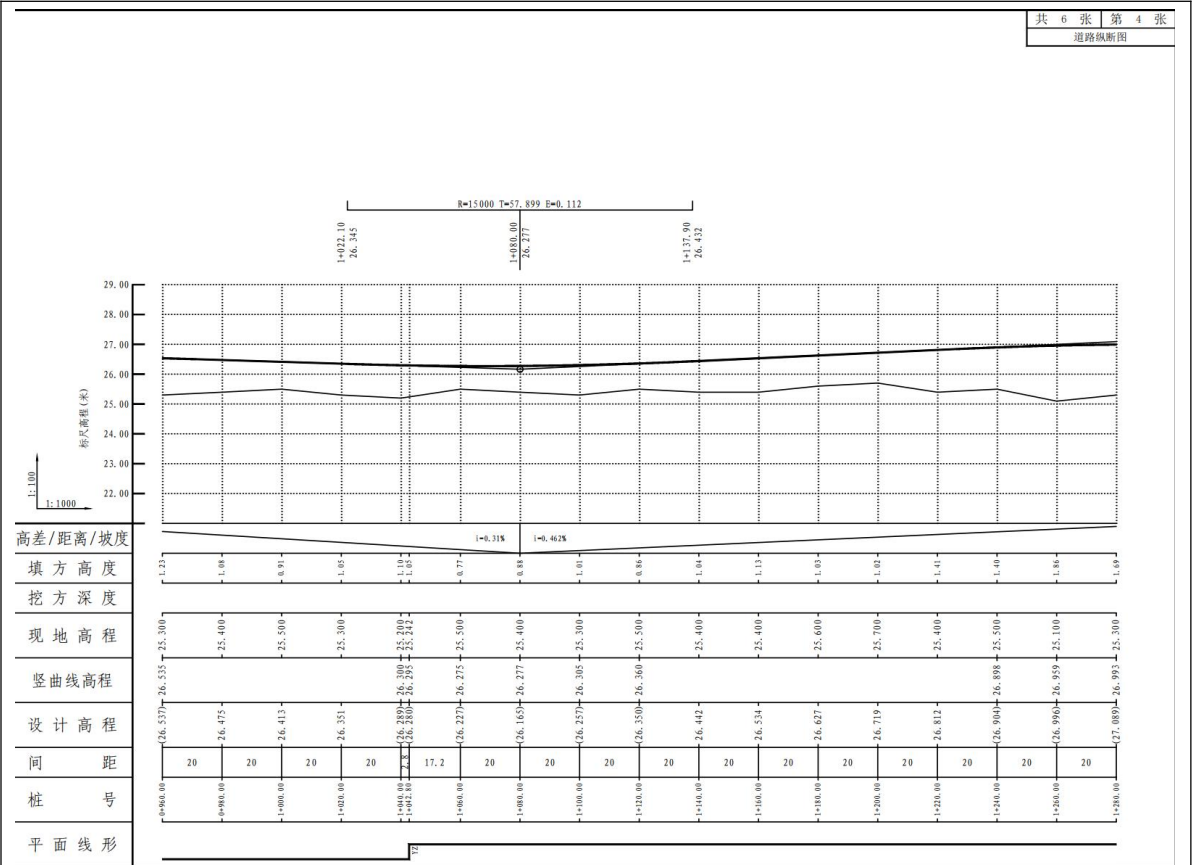 共 6 张 第 4 张
道路纵断图
R=15000 T=57.899 E=0.112
1+022.10
26.345
1+080.00
26.277
1+137.90
26.432
29.00
28.00
27.00
26.00
25.00
24.00
23.00
22.00
标尺高程(米)
1:100
1:1000
高差/距离/坡度 i=0.31% i=0.462%
填方高度 1.23 1.08 0.91 1.05 1.10 1.05 0.77 0.88 1.01 0.86 1.04 1.13 1.03 1.02 1.41 1.40 1.86 1.69
挖方深度
现地高程 25.300 25.400 25.500 25.300 25.200 25.242 25.500 25.400 25.300 25.500 25.400 25.400 25.600 25.700 25.400 25.500 25.100 25.300
竖曲线高程 26.535 26.300 26.295 26.275 26.277 26.305 26.360 26.898 26.959 26.993
设计高程 (26.537) 26.475 26.413 26.351 (26.289) (26.280) (26.227) (26.165) (26.257) (26.350) 26.442 26.534 26.627 26.719 26.812 (26.904) (26.996) (27.089)
间距 20 20 20 20 2.8 17.2 20 20 20 20 20 20 20 20 20 20 20
桩号 0+960.00 0+980.00 1+000.00 1+020.00 1+040.00 1+042.80 1+060.00 1+080.00 1+100.00 1+120.00 1+140.00 1+160.00 1+180.00 1+200.00 1+220.00 1+240.00 1+260.00 1+280.00
平面线形 YZ